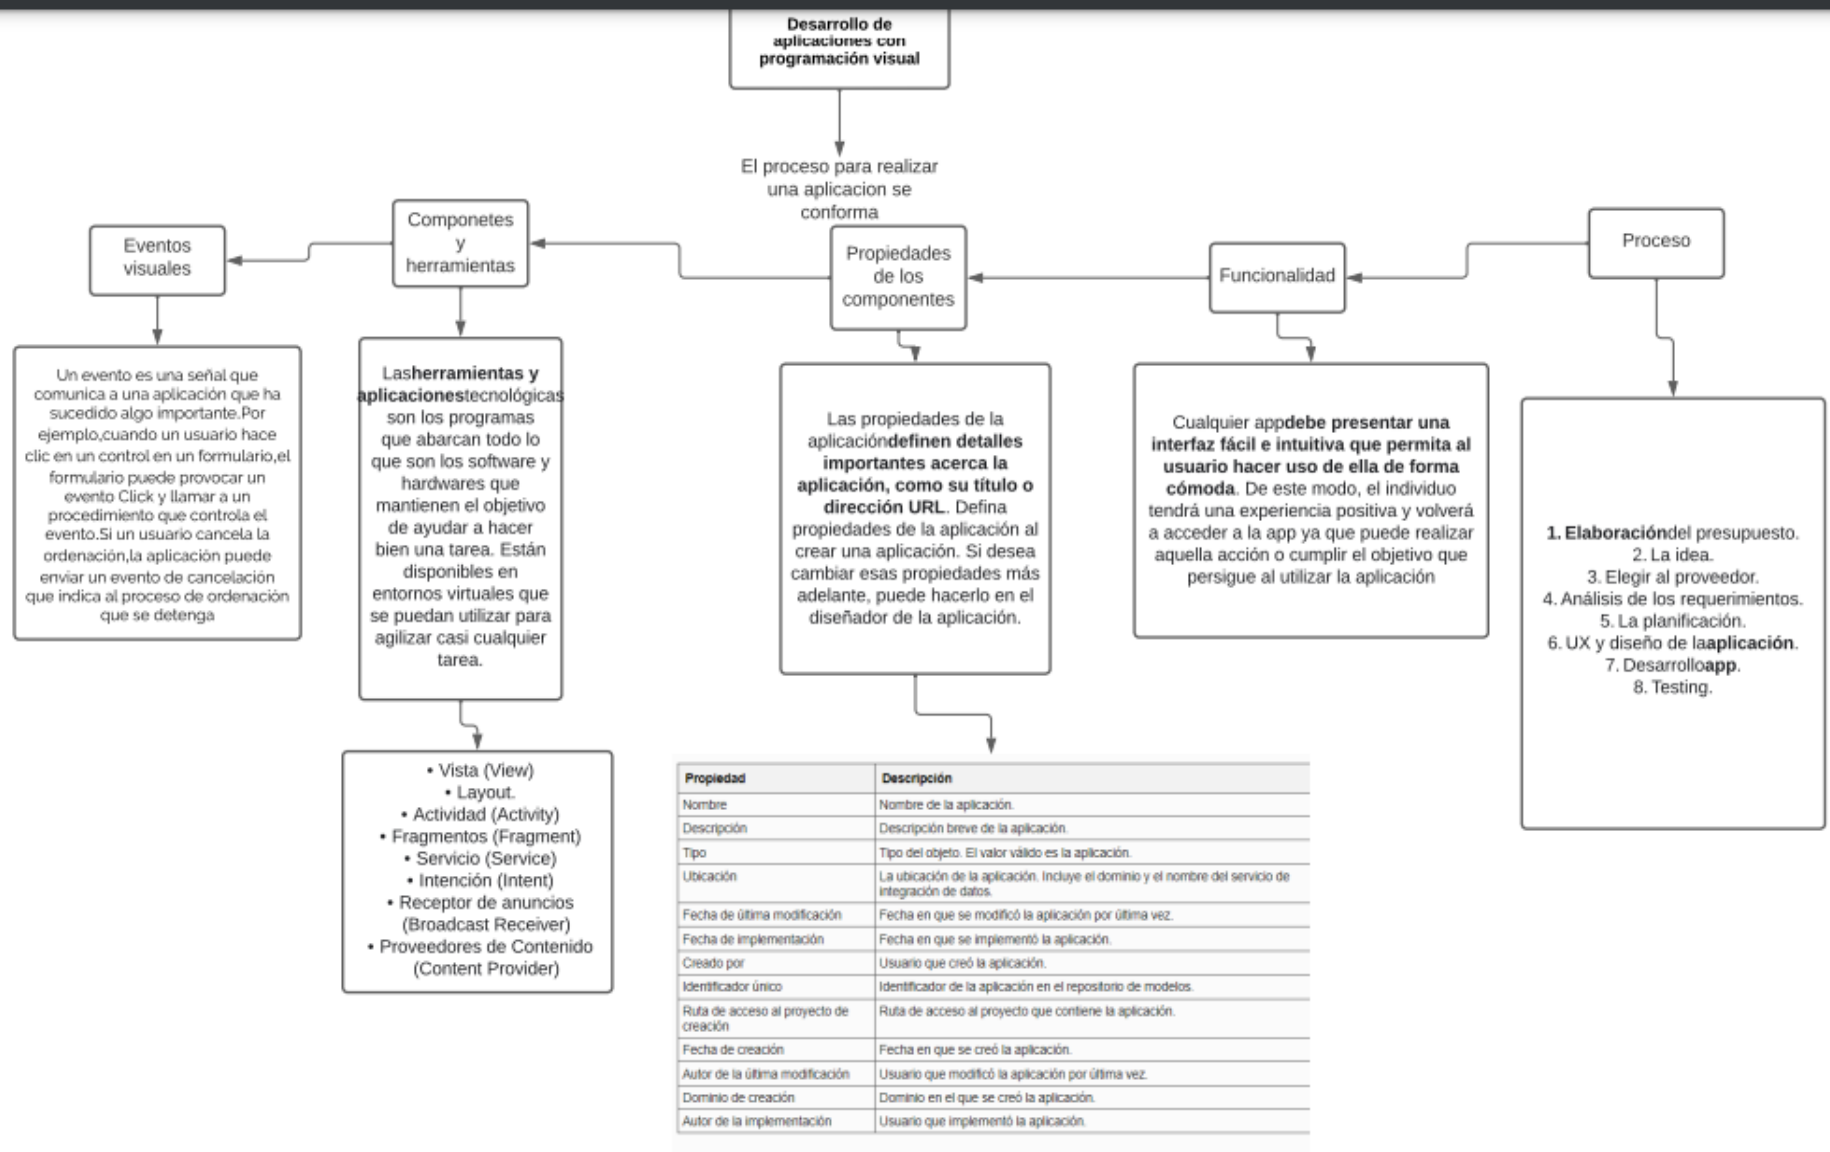 Desarrollo de
aplicaciones con
programación visual
El proceso para realizar
una aplicacion se
conforma
Eventos
visuales
Componetes
y
herramientas
Propiedades
de los
componentes
Funcionalidad
Proceso
Un evento es una señal que
comunica a una aplicación que ha
sucedido algo importante.Por
ejemplo,cuando un usuario hace
clic en un control en un formulario,el
formulario puede provocar un
evento Click y llamar a un
procedimiento que controla el
evento.Si un usuario cancela la
ordenación,la aplicación puede
enviar un evento de cancelación
que indica al proceso de ordenación
que se detenga
Lasherramientas y
aplicacionestecnológicas
son los programas
que abarcan todo lo
que son los software y
hardwares que
mantienen el objetivo
de ayudar a hacer
bien una tarea. Están
disponibles en
entornos virtuales que
se puedan utilizar para
agilizar casi cualquier
tarea.
Las propiedades de la
aplicacióndefinen detalles
importantes acerca la
aplicación, como su título o
dirección URL. Defina
propiedades de la aplicación al
crear una aplicación. Si desea
cambiar esas propiedades más
adelante, puede hacerlo en el
diseñador de la aplicación.
Cualquier appdebe presentar una
interfaz fácil e intuitiva que permita al
usuario hacer uso de ella de forma
cómoda. De este modo, el individuo
tendrá una experiencia positiva y volverá
a acceder a la app ya que puede realizar
aquella acción o cumplir el objetivo que
persigue al utilizar la aplicación
1. Elaboracióndel presupuesto.
2. La idea.
3. Elegir al proveedor.
4. Análisis de los requerimientos.
5. La planificación.
6. UX y diseño de laaplicación.
7. Desarrolloapp.
8. Testing.
• Vista (View)
• Layout.
• Actividad (Activity)
• Fragmentos (Fragment)
• Servicio (Service)
• Intención (Intent)
• Receptor de anuncios
(Broadcast Receiver)
• Proveedores de Contenido
(Content Provider)
Propiedad Descripción
Nombre Nombre de la aplicación.
Descripción Descripción breve de la aplicación.
Tipo Tipo del objeto. El valor válido es la aplicación.
Ubicación La ubicación de la aplicación. Incluye el dominio y el nombre del servicio de
integración de datos.
Fecha de última modificación Fecha en que se modificó la aplicación por última vez.
Fecha de implementación Fecha en que se implementó la aplicación.
Creado por Usuario que creó la aplicación.
Identificador único Identificador de la aplicación en el repositorio de modelos.
Ruta de acceso al proyecto de Ruta de acceso al proyecto que contiene la aplicación.
creación
Fecha de creación Fecha en que se creó la aplicación.
Autor de la última modificación Usuario que modificó la aplicación por última vez.
Dominio de creación Dominio en el que se creó la aplicación.
Autor de la implementación Usuario que implementó la aplicación.